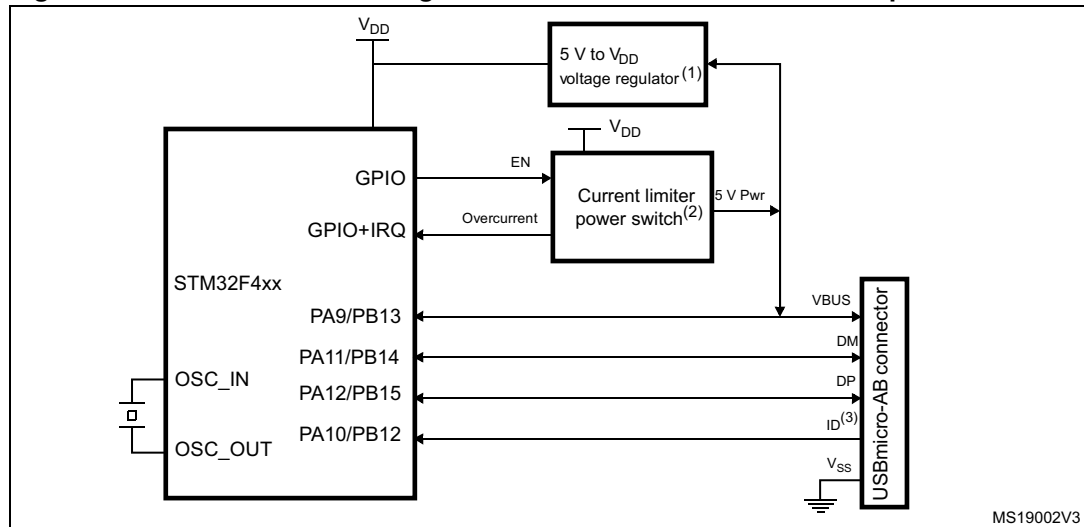 VDD
5 V to VDD
voltage regulator(1)
VDD
GPIO
EN
Current limiter
power switch(2)
5 V Pwr
GPIO+IRQ
Overcurrent
STM32F4xx
PA9/PB13
VBUS
PA11/PB14
DM
OSC_IN
PA12/PB15
DP
PA10/PB12
ID(3)
OSC_OUT
VSS
USBmicro-AB connector
MS19002V3